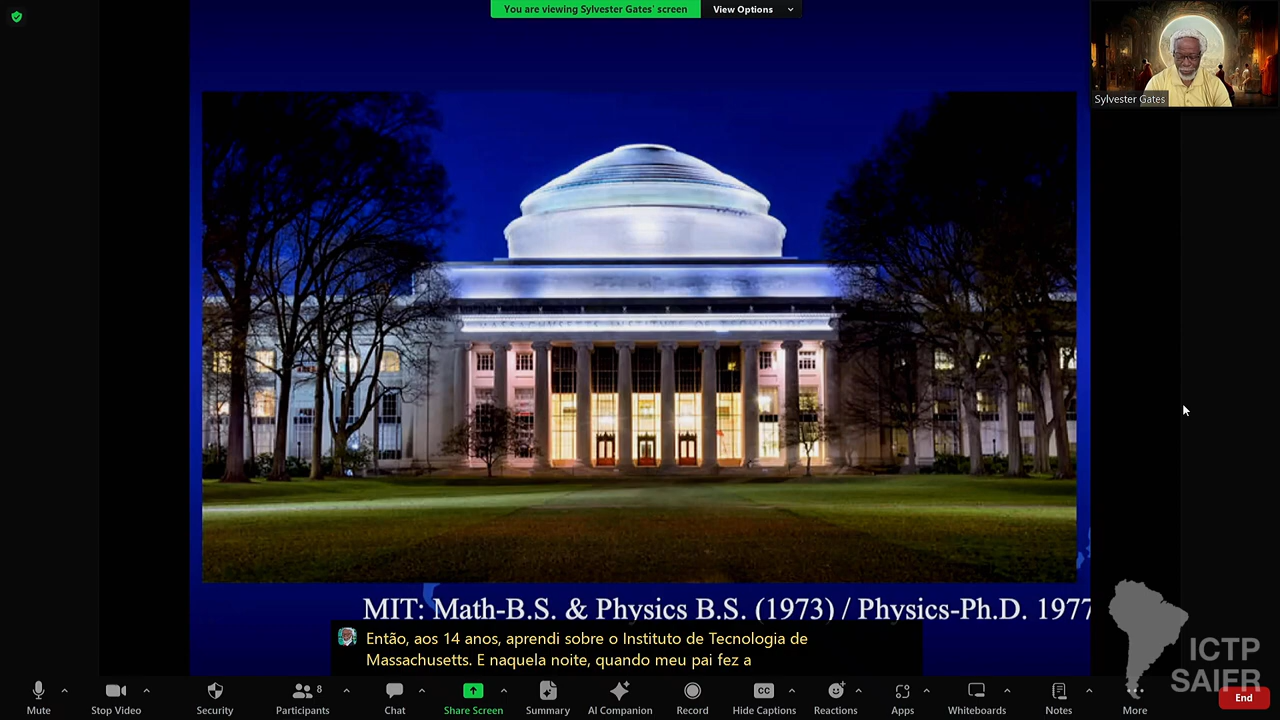 You are viewing Sylvester Gates' screen
View Options
Sylvester Gates
MIT: Math-B.S. & Physics B.S. (1973) / Physics-Ph.D. 1977
Então, aos 14 anos, aprendi sobre o Instituto de Tecnologia de
Massachusetts. E naquela noite, quando meu pai fez a
ICTP
SAIFR
8
Mute
Stop Video
Security
Participants
Chat
Share Screen
Summary
AI Companion
Record
Hide Captions
Reactions
Apps
Whiteboards
Notes
More
End